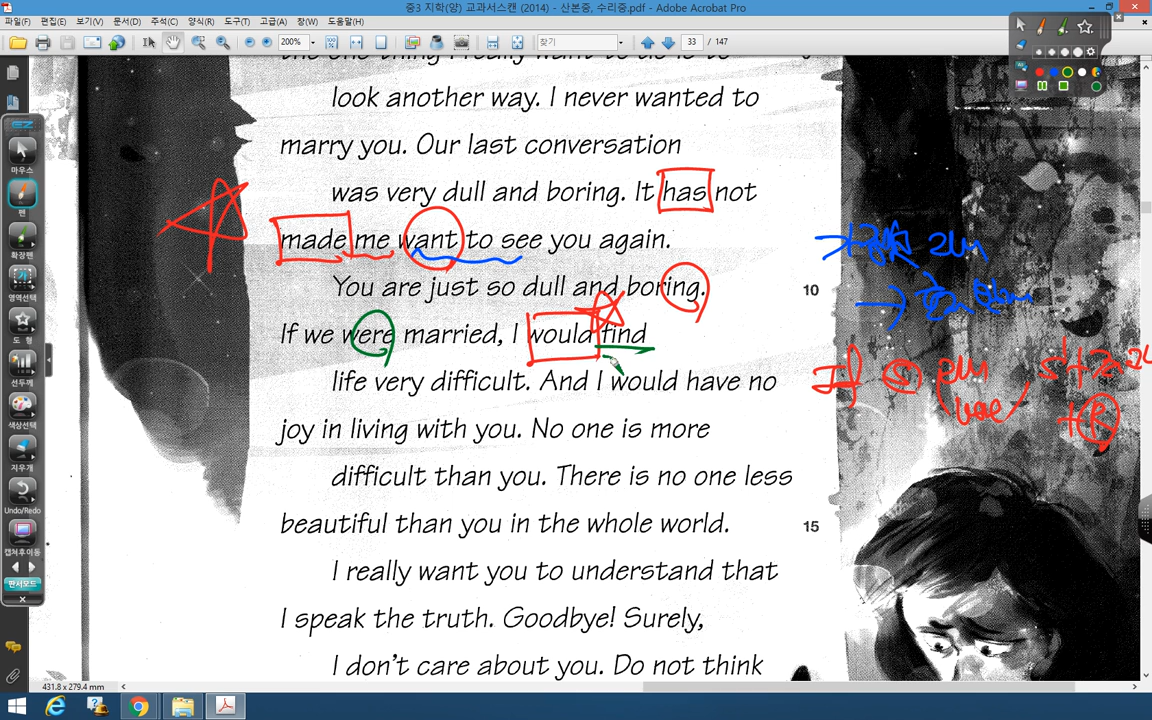 중3 지학(양) 교과서스캔 (2014) - 산본중, 수리중.pdf - Adobe Acrobat Pro
파일(F) 편집(E) 보기(V) 문서(D) 주석(C) 양식(R) 도구(T) 고급(A) 창(W) 도움말(H)
200% 찾기 33 / 147
look another way. I never wanted to
marry you. Our last conversation
was very dull and boring. It has not
made me want to see you again.
You are just so dull and boring.
10
If we were married, I would find
life very difficult. And I would have no
joy in living with you. No one is more
difficult than you. There is no one less
beautiful than you in the whole world.
15
I really want you to understand that
I speak the truth. Goodbye! Surely,
I don't care about you. Do not think
If S
+ R
마우스
펜
확장펜
영역선택
도 형
선두께
색상선택
지우개
Undo/Redo
캡쳐후이동
판서모드
431.8 x 279.4 mm